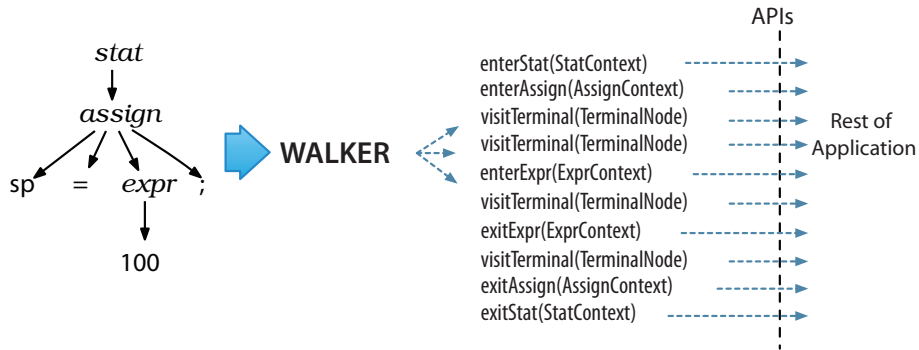 stat
assign
sp = expr ;
100
WALKER
APIs
enterStat(StatContext)
enterAssign(AssignContext)
visitTerminal(TerminalNode)
visitTerminal(TerminalNode)
enterExpr(ExprContext)
visitTerminal(TerminalNode)
exitExpr(ExprContext)
visitTerminal(TerminalNode)
exitAssign(AssignContext)
exitStat(StatContext)
Rest of
Application